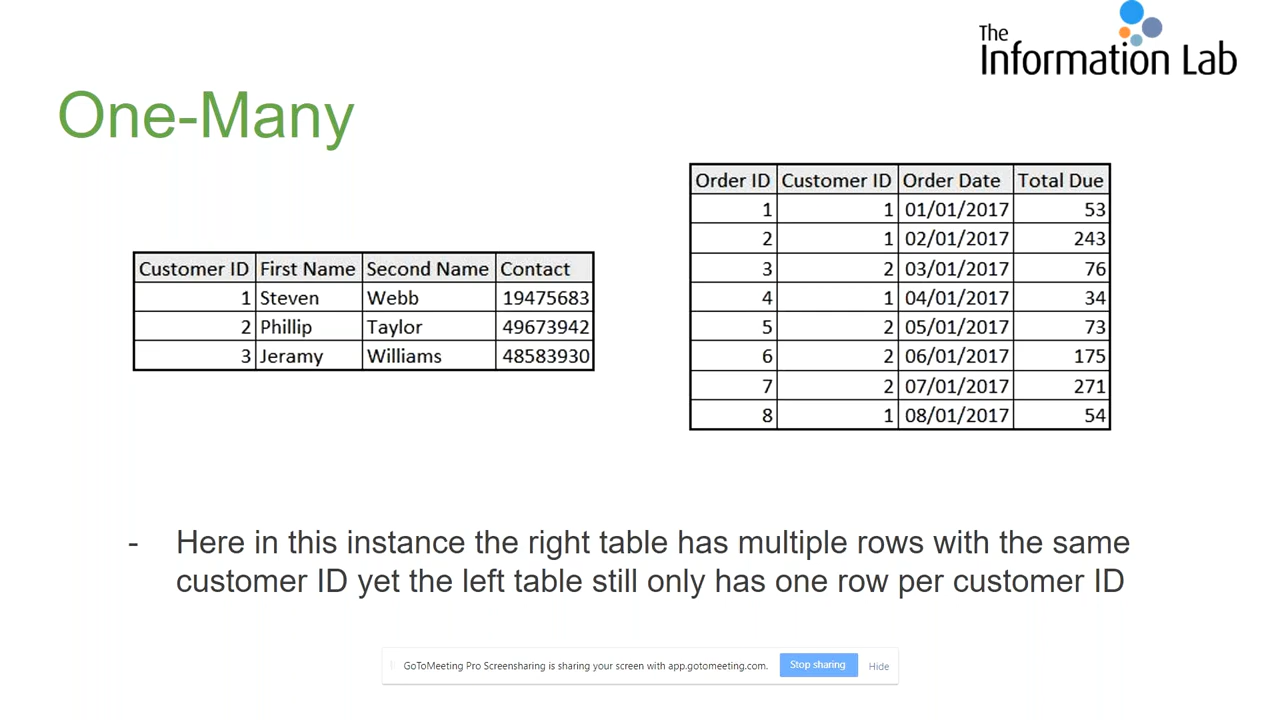 The
Information Lab
One-Many
Customer ID First Name Second Name Contact
1 Steven Webb 19475683
2 Phillip Taylor 49673942
3 Jeramy Williams 48583930
Order ID Customer ID Order Date Total Due
1 1 01/01/2017 53
2 1 02/01/2017 243
3 2 03/01/2017 76
4 1 04/01/2017 34
5 2 05/01/2017 73
6 2 06/01/2017 175
7 2 07/01/2017 271
8 1 08/01/2017 54
- Here in this instance the right table has multiple rows with the same
customer ID yet the left table still only has one row per customer ID
GoToMeeting Pro Screensharing is sharing your screen with app.gotomeeting.com. Stop sharing Hide